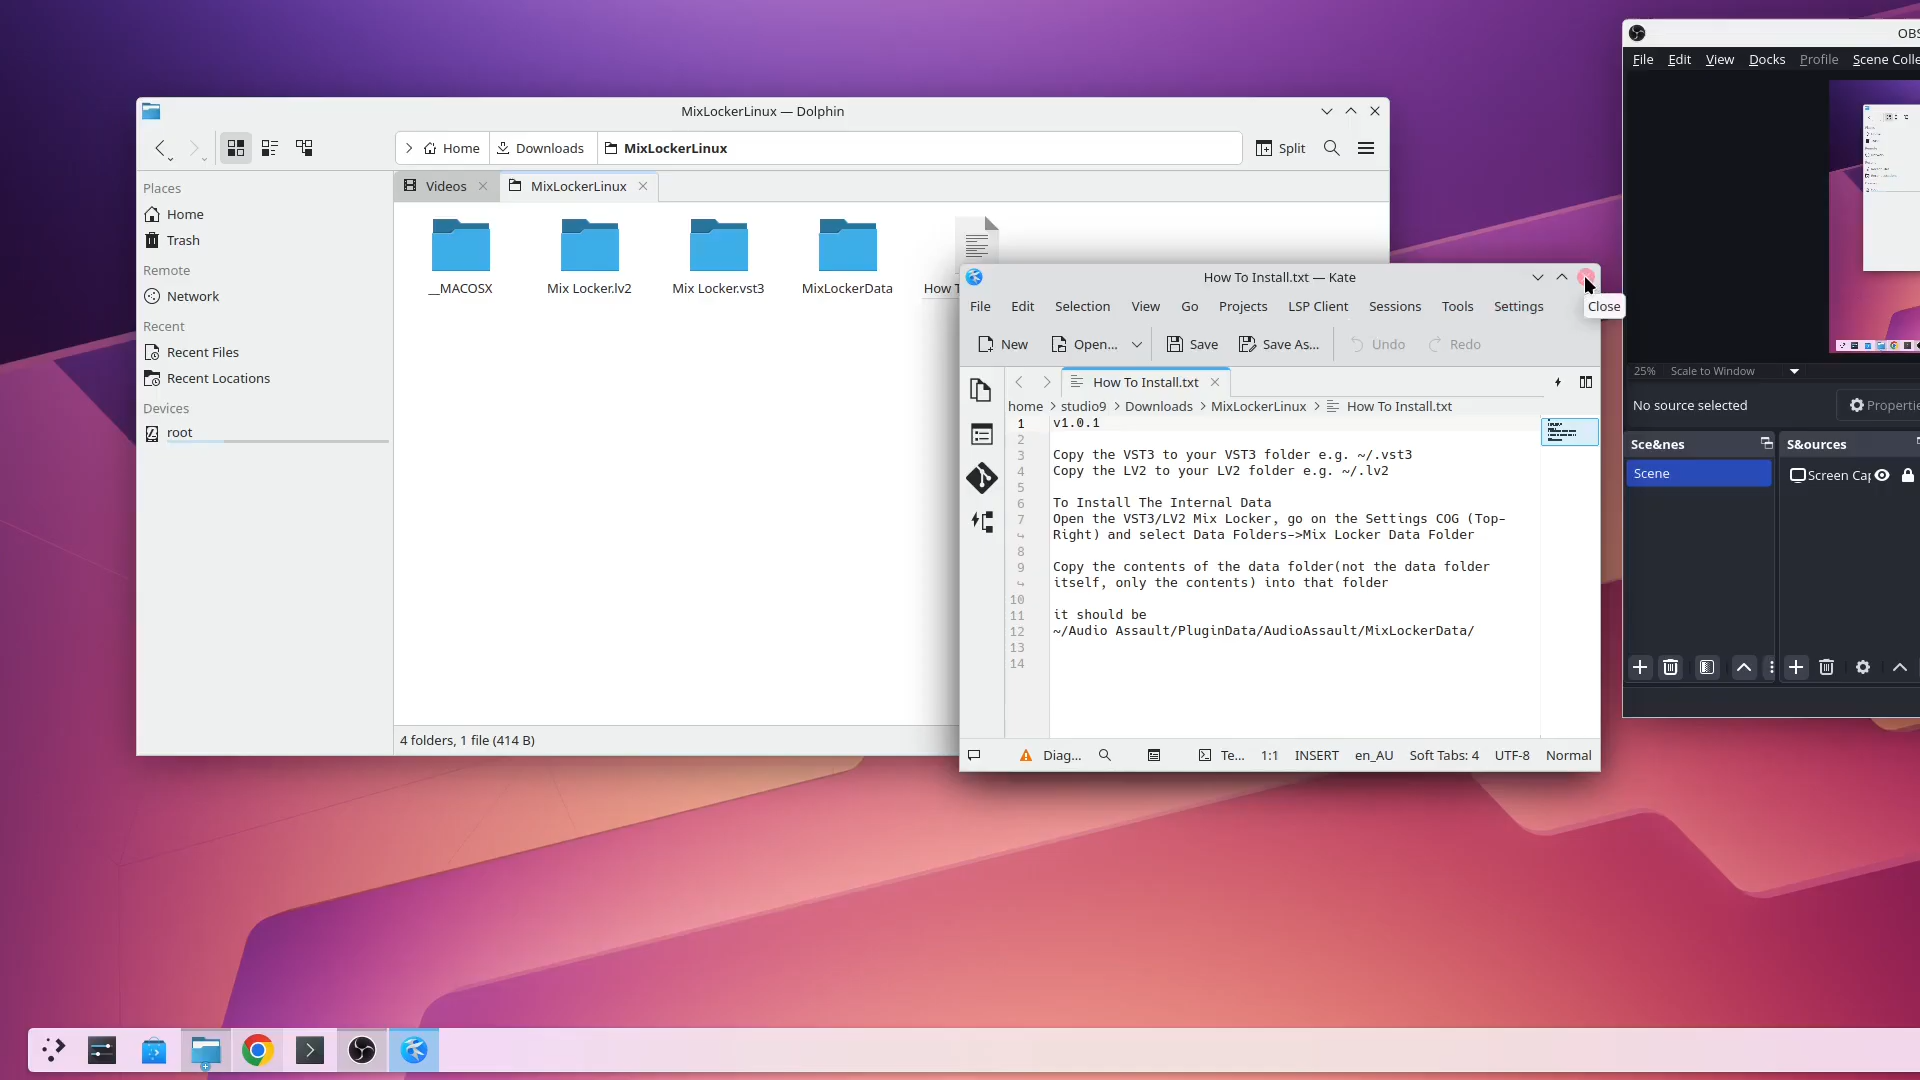 MixLockerLinux — Dolphin
Home
Downloads
MixLockerLinux
Split
Places
Home
Trash
Remote
Network
Recent
Recent Files
Recent Locations
Devices
root
Videos
MixLockerLinux
__MACOSX
Mix Locker.lv2
Mix Locker.vst3
MixLockerData
How T
4 folders, 1 file (414 B)
How To Install.txt — Kate
File Edit Selection View Go Projects LSP Client Sessions Tools Settings
Close
New Open... Save Save As... Undo Redo
How To Install.txt
home > studio9 > Downloads > MixLockerLinux > How To Install.txt
1 v1.0.1
2
3 Copy the VST3 to your VST3 folder e.g. ~/.vst3
4 Copy the LV2 to your LV2 folder e.g. ~/.lv2
5
6 To Install The Internal Data
7 Open the VST3/LV2 Mix Locker, go on the Settings COG (Top-
Right) and select Data Folders->Mix Locker Data Folder
8
9 Copy the contents of the data folder(not the data folder
itself, only the contents) into that folder
10
11 it should be
12 ~/Audio Assault/PluginData/AudioAssault/MixLockerData/
13
14
Diag... Te... 1:1 INSERT en_AU Soft Tabs: 4 UTF-8 Normal
OBS
File Edit View Docks Profile Scene Colle
25% Scale to Window
No source selected
Propertie
Sce&nes
S&ources
Scene
Screen Cap